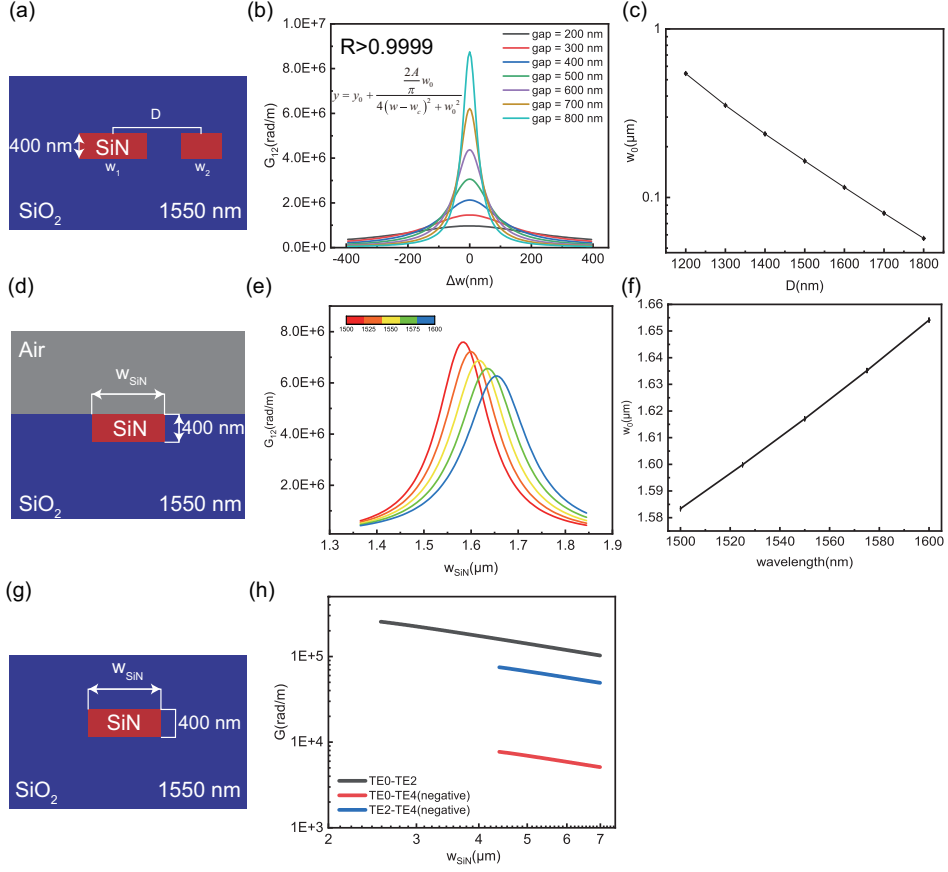 (a)
D
400 nm
SiN
w1
w2
SiO2
1550 nm
(b)
1.0E+7
8.0E+6
6.0E+6
4.0E+6
2.0E+6
0.0E+0
G12(rad/m)
R>0.9999
y = y0 + (2A/π w0)/(4(w−wc)² + w0²)
gap = 200 nm
gap = 300 nm
gap = 400 nm
gap = 500 nm
gap = 600 nm
gap = 700 nm
gap = 800 nm
-400 -200 0 200 400
Δw(nm)
(c)
1
0.1
w0(μm)
1200 1300 1400 1500 1600 1700 1800
D(nm)
(d)
Air
wSiN
SiN
400 nm
SiO2
1550 nm
(e)
1500 1525 1550 1575 1600
8.0E+6
6.0E+6
4.0E+6
2.0E+6
G12(rad/m)
1.3 1.4 1.5 1.6 1.7 1.8 1.9
wSiN(μm)
(f)
1.66
1.65
1.64
1.63
1.62
1.61
1.60
1.59
1.58
w0(μm)
1500 1520 1540 1560 1580 1600
wavelength(nm)
(g)
wSiN
SiN
400 nm
SiO2
1550 nm
(h)
1E+5
1E+4
1E+3
G(rad/m)
TE0-TE2
TE0-TE4(negative)
TE2-TE4(negative)
2 3 4 5 6 7
wSiN(μm)